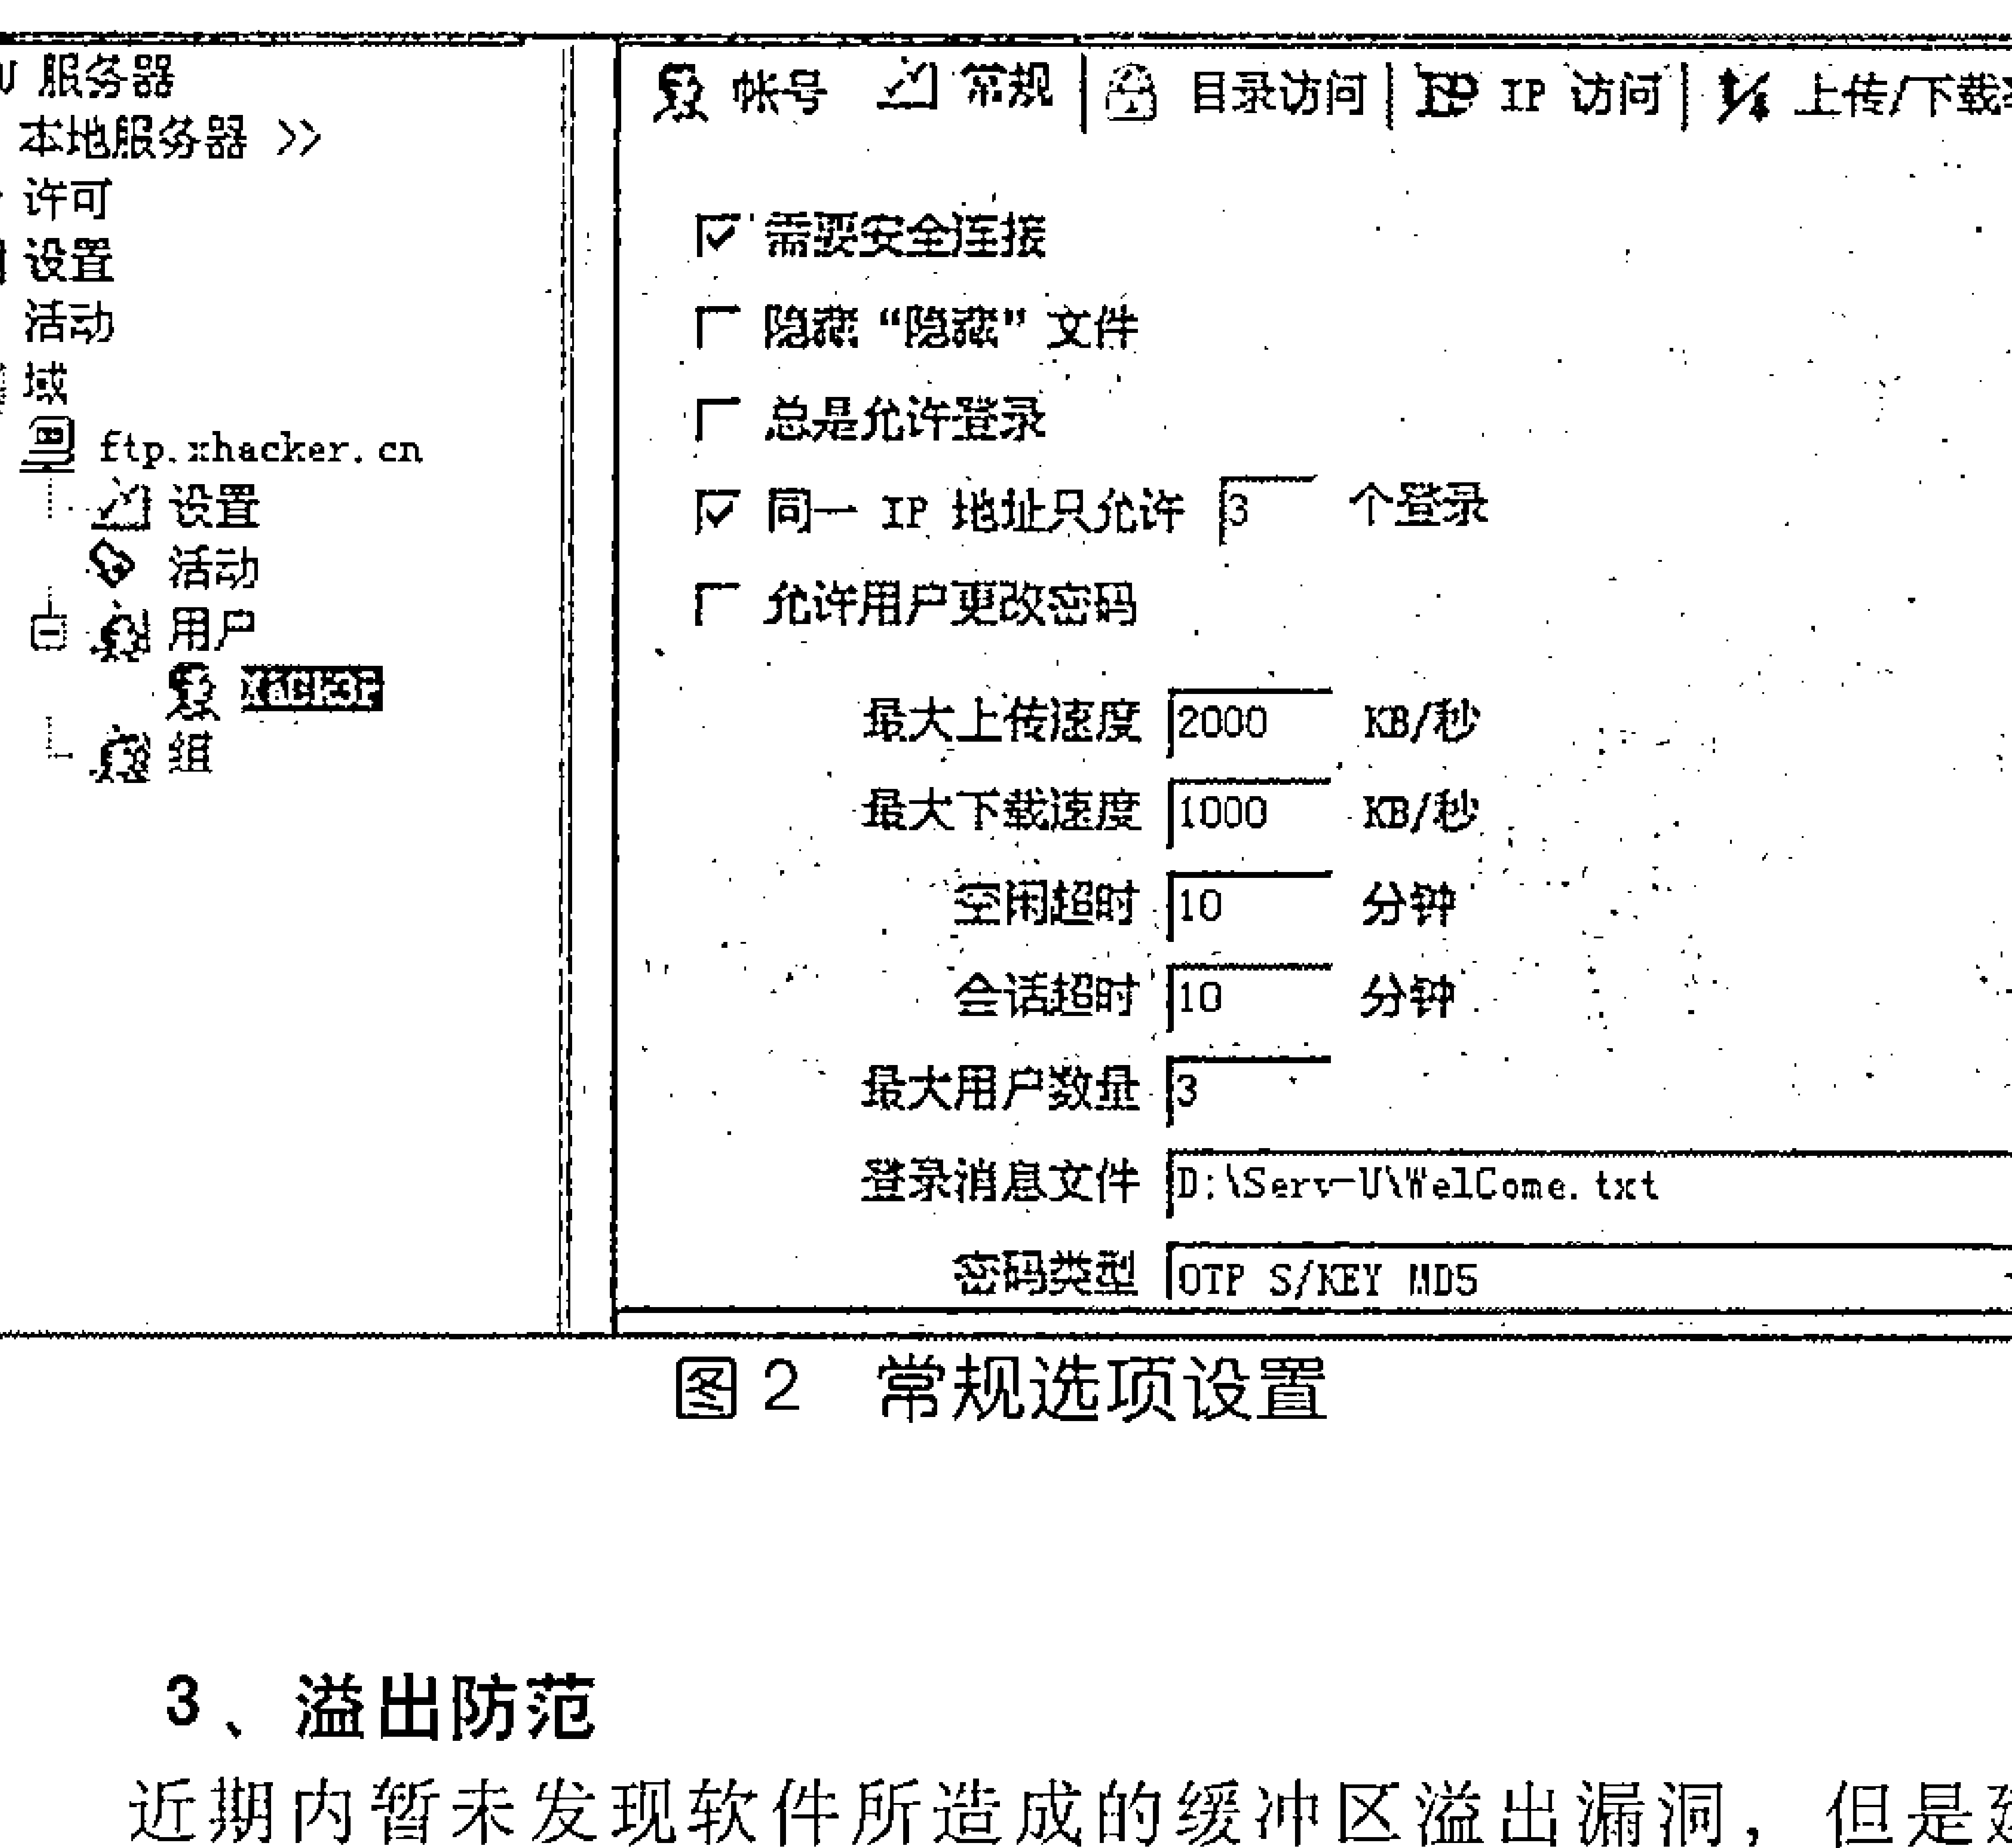 服务器
本地服务器 >>
许可
设置
活动
域
ftp.xhacker.cn
设置
活动
用户
组
帐号 常规 目录访问 IP 访问 上传/下载
需要安全连接
隐藏 “隐藏” 文件
总是允许登录
同一 IP 地址只允许 3 个登录
允许用户更改密码
最大上传速度 2000 KB/秒
最大下载速度 1000 KB/秒
空闲超时 10 分钟
会话超时 10 分钟
最大用户数量 3
登录消息文件 D:\Serv-U\WelCome.txt
密码类型 OTP S/KEY MD5
图 2 常规选项设置
3、溢出防范
近期内暂未发现软件所造成的缓冲区溢出漏洞，但是